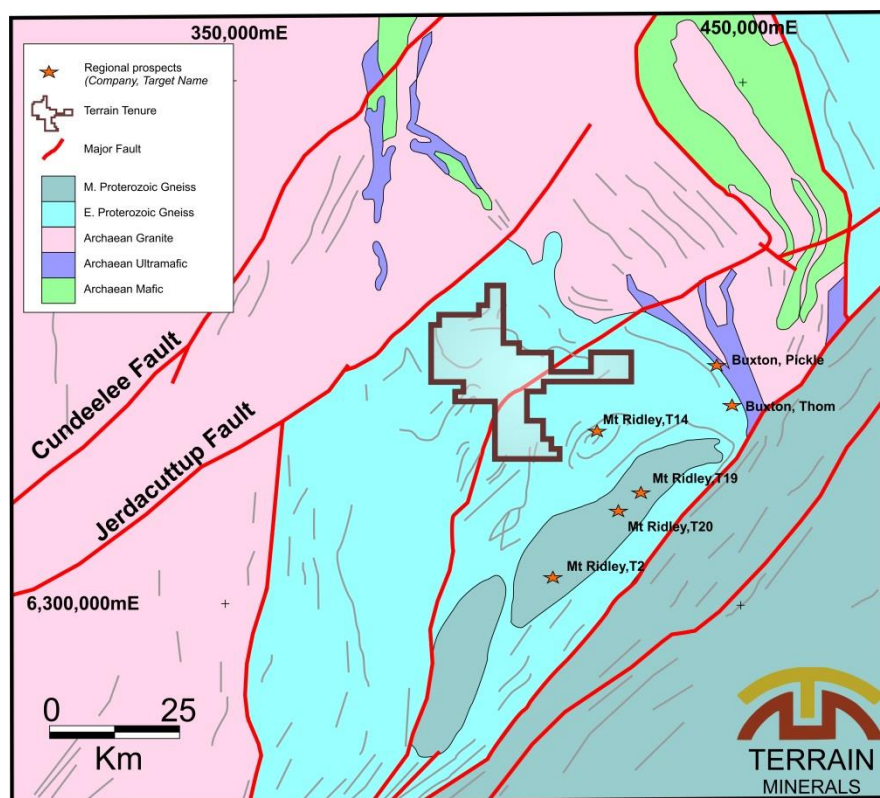 350,000mE
450,000mE
Regional prospects
(Company, Target Name
Terrain Tenure
Major Fault
M. Proterozoic Gneiss
E. Proterozoic Gneiss
Archaean Granite
Archaean Ultramafic
Archaean Mafic
Cundeelee Fault
Jerdacuttup Fault
Buxton, Pickle
Buxton, Thom
Mt Ridley,T14
Mt Ridley,T19
Mt Ridley,T20
Mt Ridley,T2
6,300,000mE
0 25
Km
TERRAIN
MINERALS